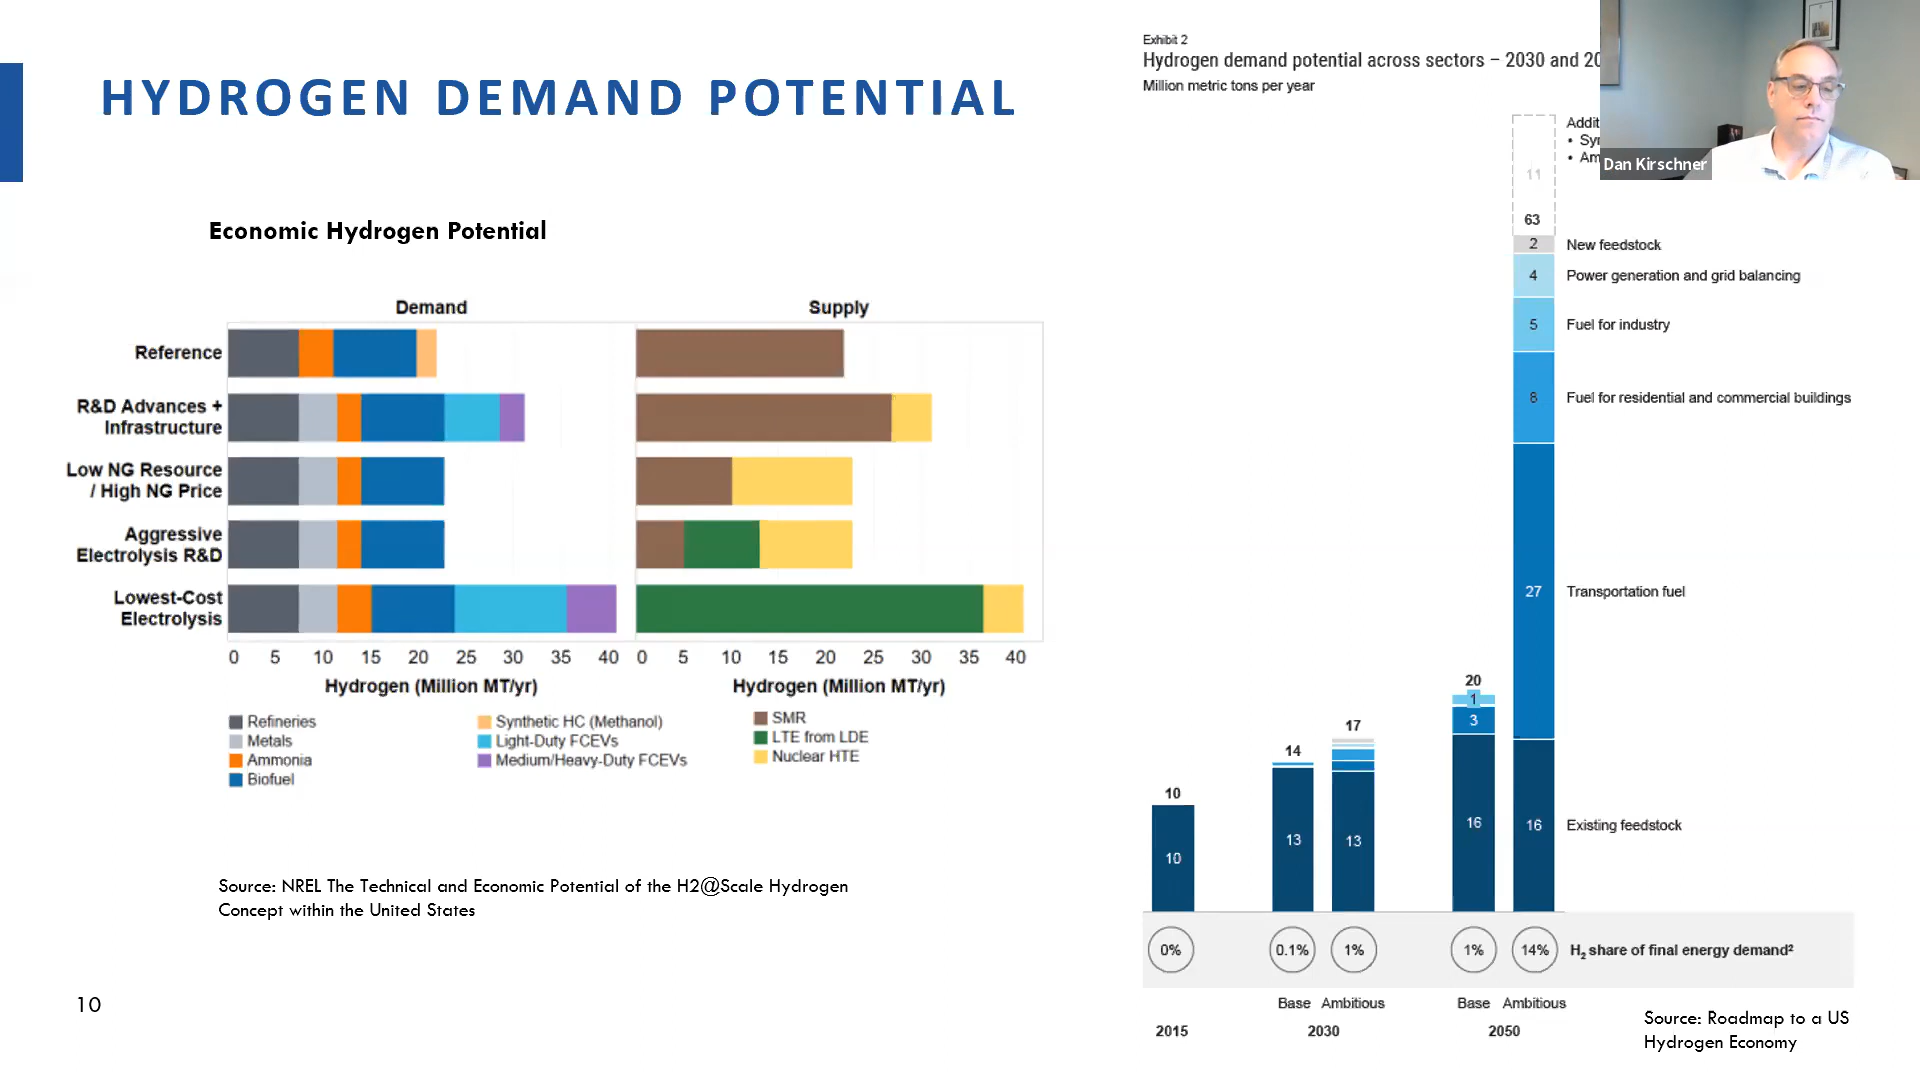 HYDROGEN DEMAND POTENTIAL
Economic Hydrogen Potential
Demand
Supply
Reference
R&D Advances +
Infrastructure
Low NG Resource
/ High NG Price
Aggressive
Electrolysis R&D
Lowest-Cost
Electrolysis
0 5 10 15 20 25 30 35 40
0 5 10 15 20 25 30 35 40
Hydrogen (Million MT/yr)
Hydrogen (Million MT/yr)
Refineries
Metals
Ammonia
Biofuel
Synthetic HC (Methanol)
Light-Duty FCEVs
Medium/Heavy-Duty FCEVs
SMR
LTE from LDE
Nuclear HTE
Source: NREL The Technical and Economic Potential of the H2@Scale Hydrogen
Concept within the United States
10
Exhibit 2
Hydrogen demand potential across sectors – 2030 and
Million metric tons per year
Dan Kirschner
11
63
2 New feedstock
4 Power generation and grid balancing
5 Fuel for industry
8 Fuel for residential and commercial buildings
27 Transportation fuel
16 Existing feedstock
20
1
3
16
17
13
14
13
10
10
0% 0.1% 1% 1% 14% H2 share of final energy demand²
Base Ambitious Base Ambitious
2015 2030 2050
Source: Roadmap to a US
Hydrogen Economy